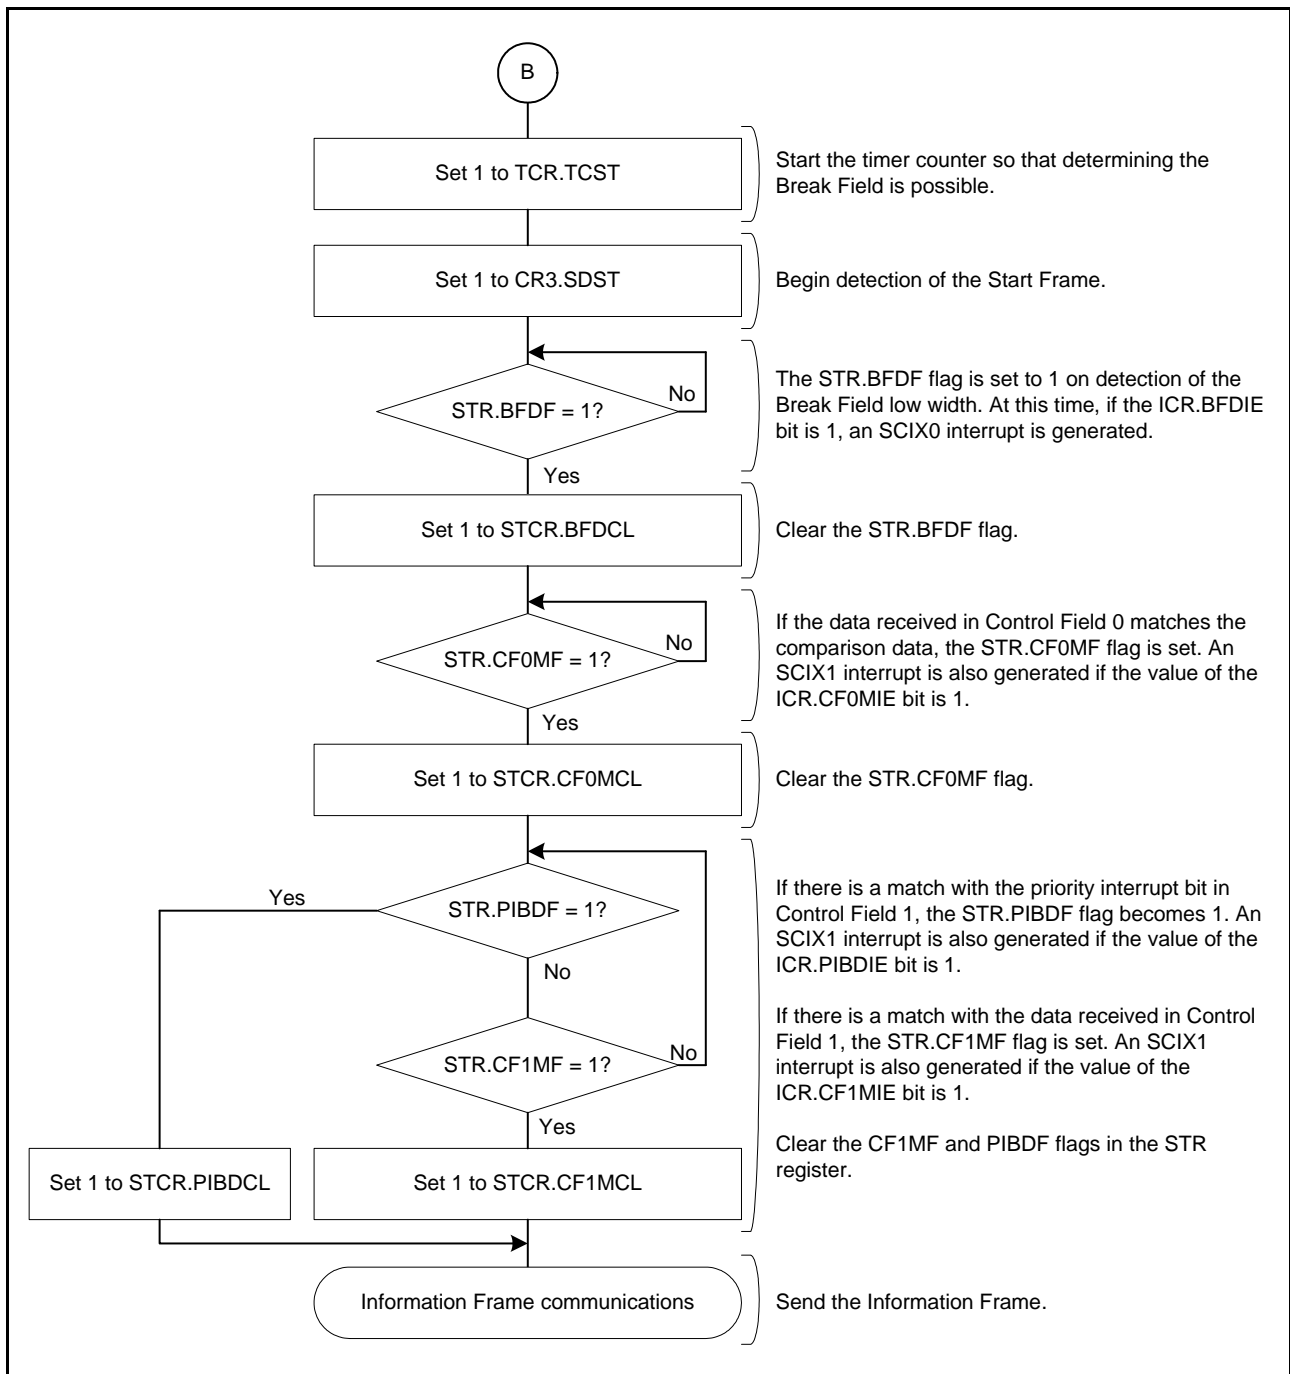 B
Set 1 to TCR.TCST
Start the timer counter so that determining the
Break Field is possible.
Set 1 to CR3.SDST
Begin detection of the Start Frame.
STR.BFDF = 1?
No
The STR.BFDF flag is set to 1 on detection of the
Break Field low width. At this time, if the ICR.BFDIE
bit is 1, an SCIX0 interrupt is generated.
Yes
Set 1 to STCR.BFDCL
Clear the STR.BFDF flag.
STR.CF0MF = 1?
No
If the data received in Control Field 0 matches the
comparison data, the STR.CF0MF flag is set. An
SCIX1 interrupt is also generated if the value of the
ICR.CF0MIE bit is 1.
Yes
Set 1 to STCR.CF0MCL
Clear the STR.CF0MF flag.
Yes
STR.PIBDF = 1?
If there is a match with the priority interrupt bit in
Control Field 1, the STR.PIBDF flag becomes 1. An
SCIX1 interrupt is also generated if the value of the
ICR.PIBDIE bit is 1.
No
STR.CF1MF = 1?
No
If there is a match with the data received in Control
Field 1, the STR.CF1MF flag is set. An SCIX1
interrupt is also generated if the value of the
ICR.CF1MIE bit is 1.
Yes
Set 1 to STCR.PIBDCL
Set 1 to STCR.CF1MCL
Clear the CF1MF and PIBDF flags in the STR
register.
Information Frame communications
Send the Information Frame.